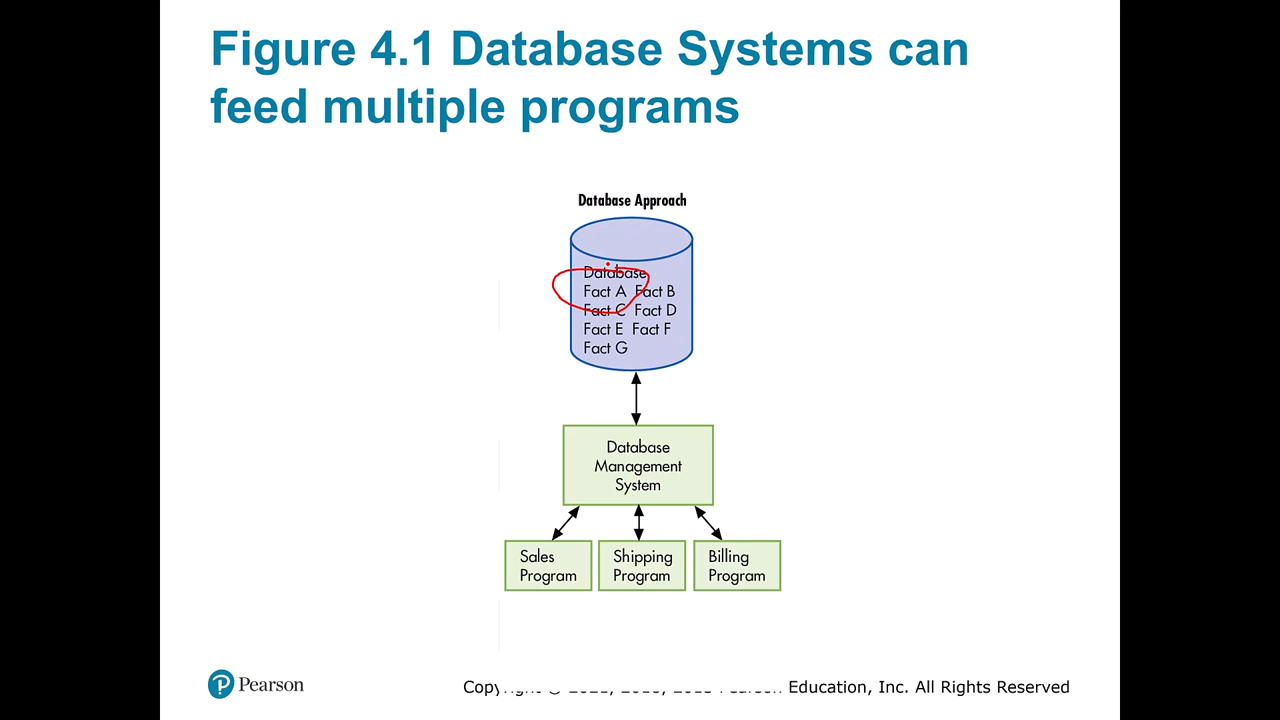 Figure 4.1 Database Systems can
feed multiple programs
Database Approach
Database
Fact A Fact B
Fact C Fact D
Fact E Fact F
Fact G
Database
Management
System
Sales
Program
Shipping
Program
Billing
Program
Pearson
Education, Inc. All Rights Reserved